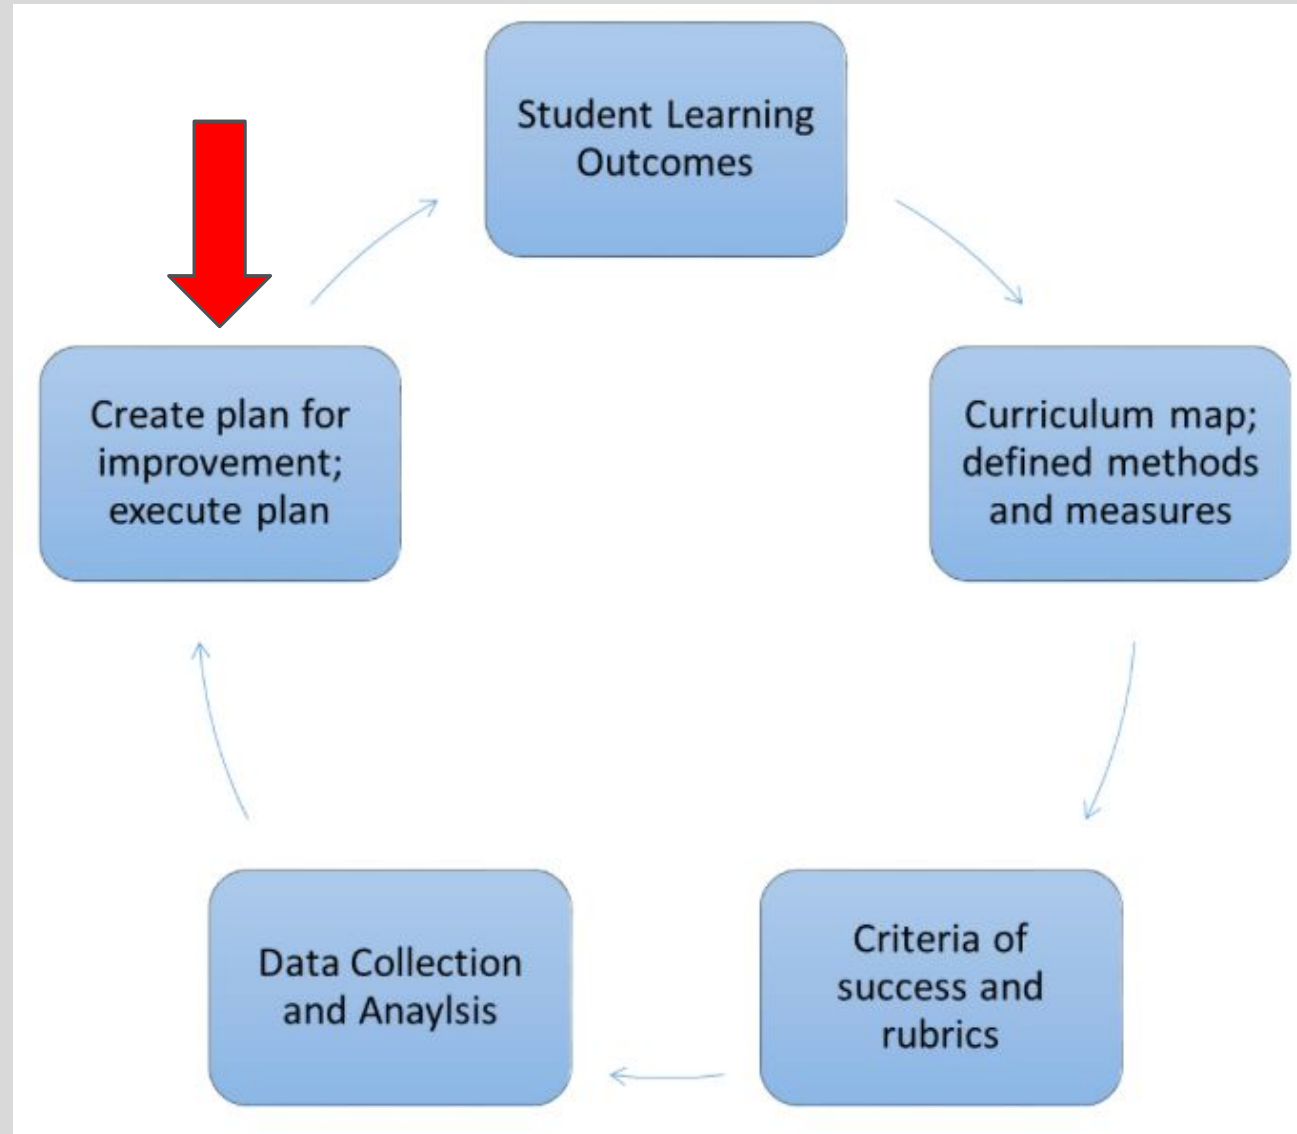 Student Learning
Outcomes
Curriculum map;
defined methods
and measures
Criteria of
success and
rubrics
Data Collection
and Anaylsis
Create plan for
improvement;
execute plan